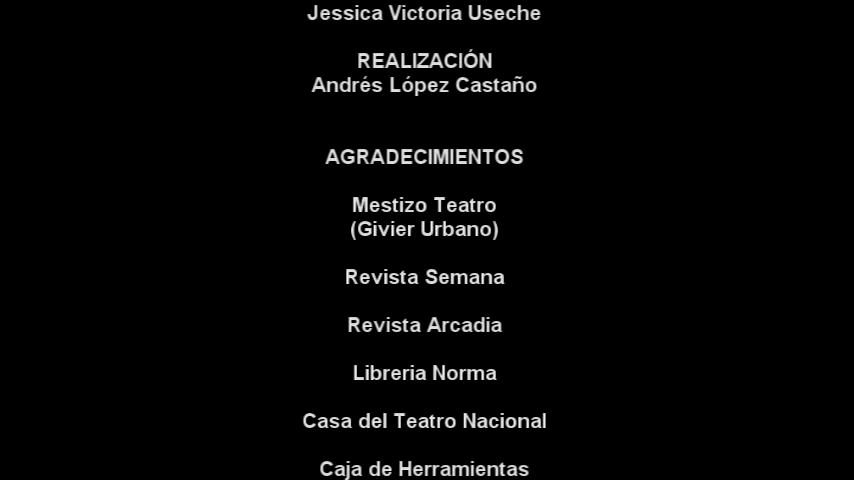 Jessica Victoria Useche
REALIZACIÓN
Andrés López Castaño
AGRADECIMIENTOS
Mestizo Teatro
(Givier Urbano)
Revista Semana
Revista Arcadia
Libreria Norma
Casa del Teatro Nacional
Caja de Herramientas